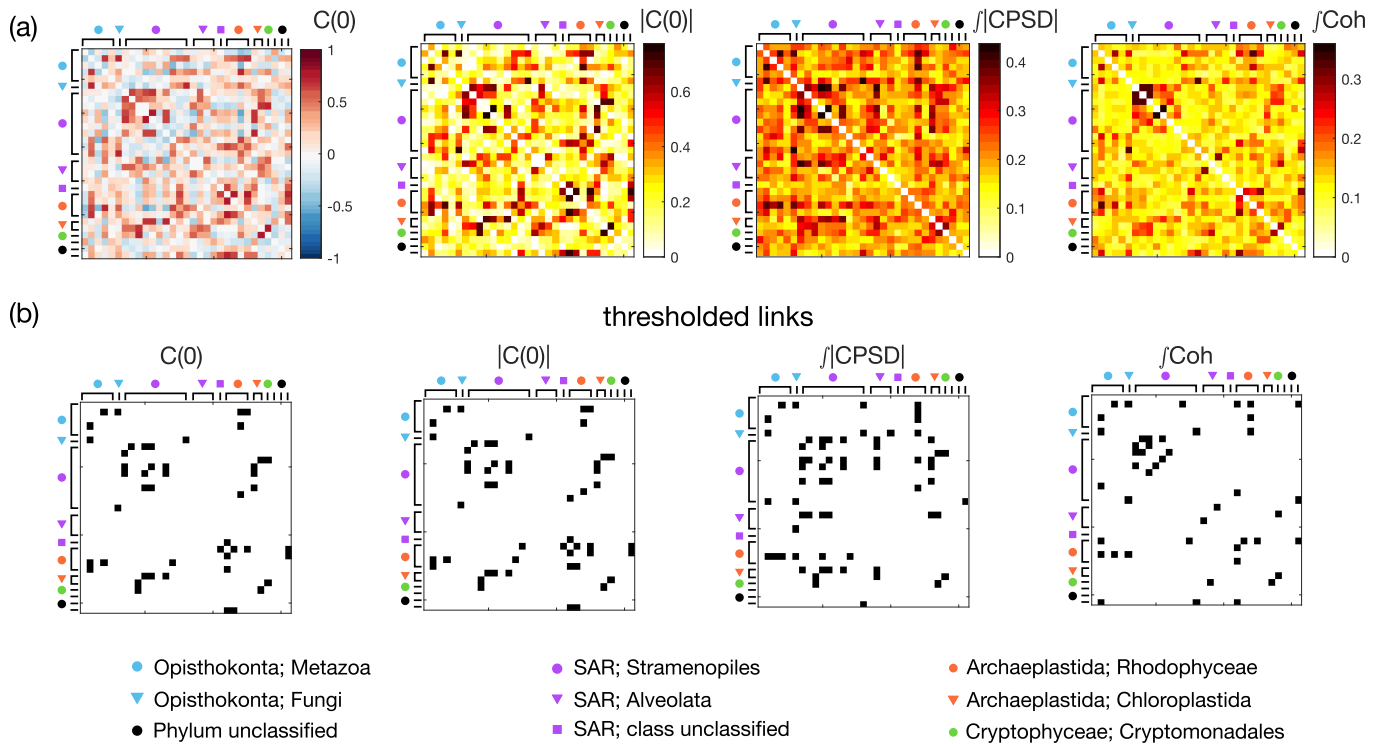 (a)
C(0)
|C(0)|
∫|CPSD|
∫Coh
1
0.5
0
-0.5
-1
0.6
0.4
0.2
0
0.4
0.3
0.2
0.1
0
0.3
0.2
0.1
0
(b)
thresholded links
C(0)
|C(0)|
∫|CPSD|
∫Coh
Opisthokonta; Metazoa
SAR; Stramenopiles
Archaeplastida; Rhodophyceae
Opisthokonta; Fungi
SAR; Alveolata
Archaeplastida; Chloroplastida
Phylum unclassified
SAR; class unclassified
Cryptophyceae; Cryptomonadales